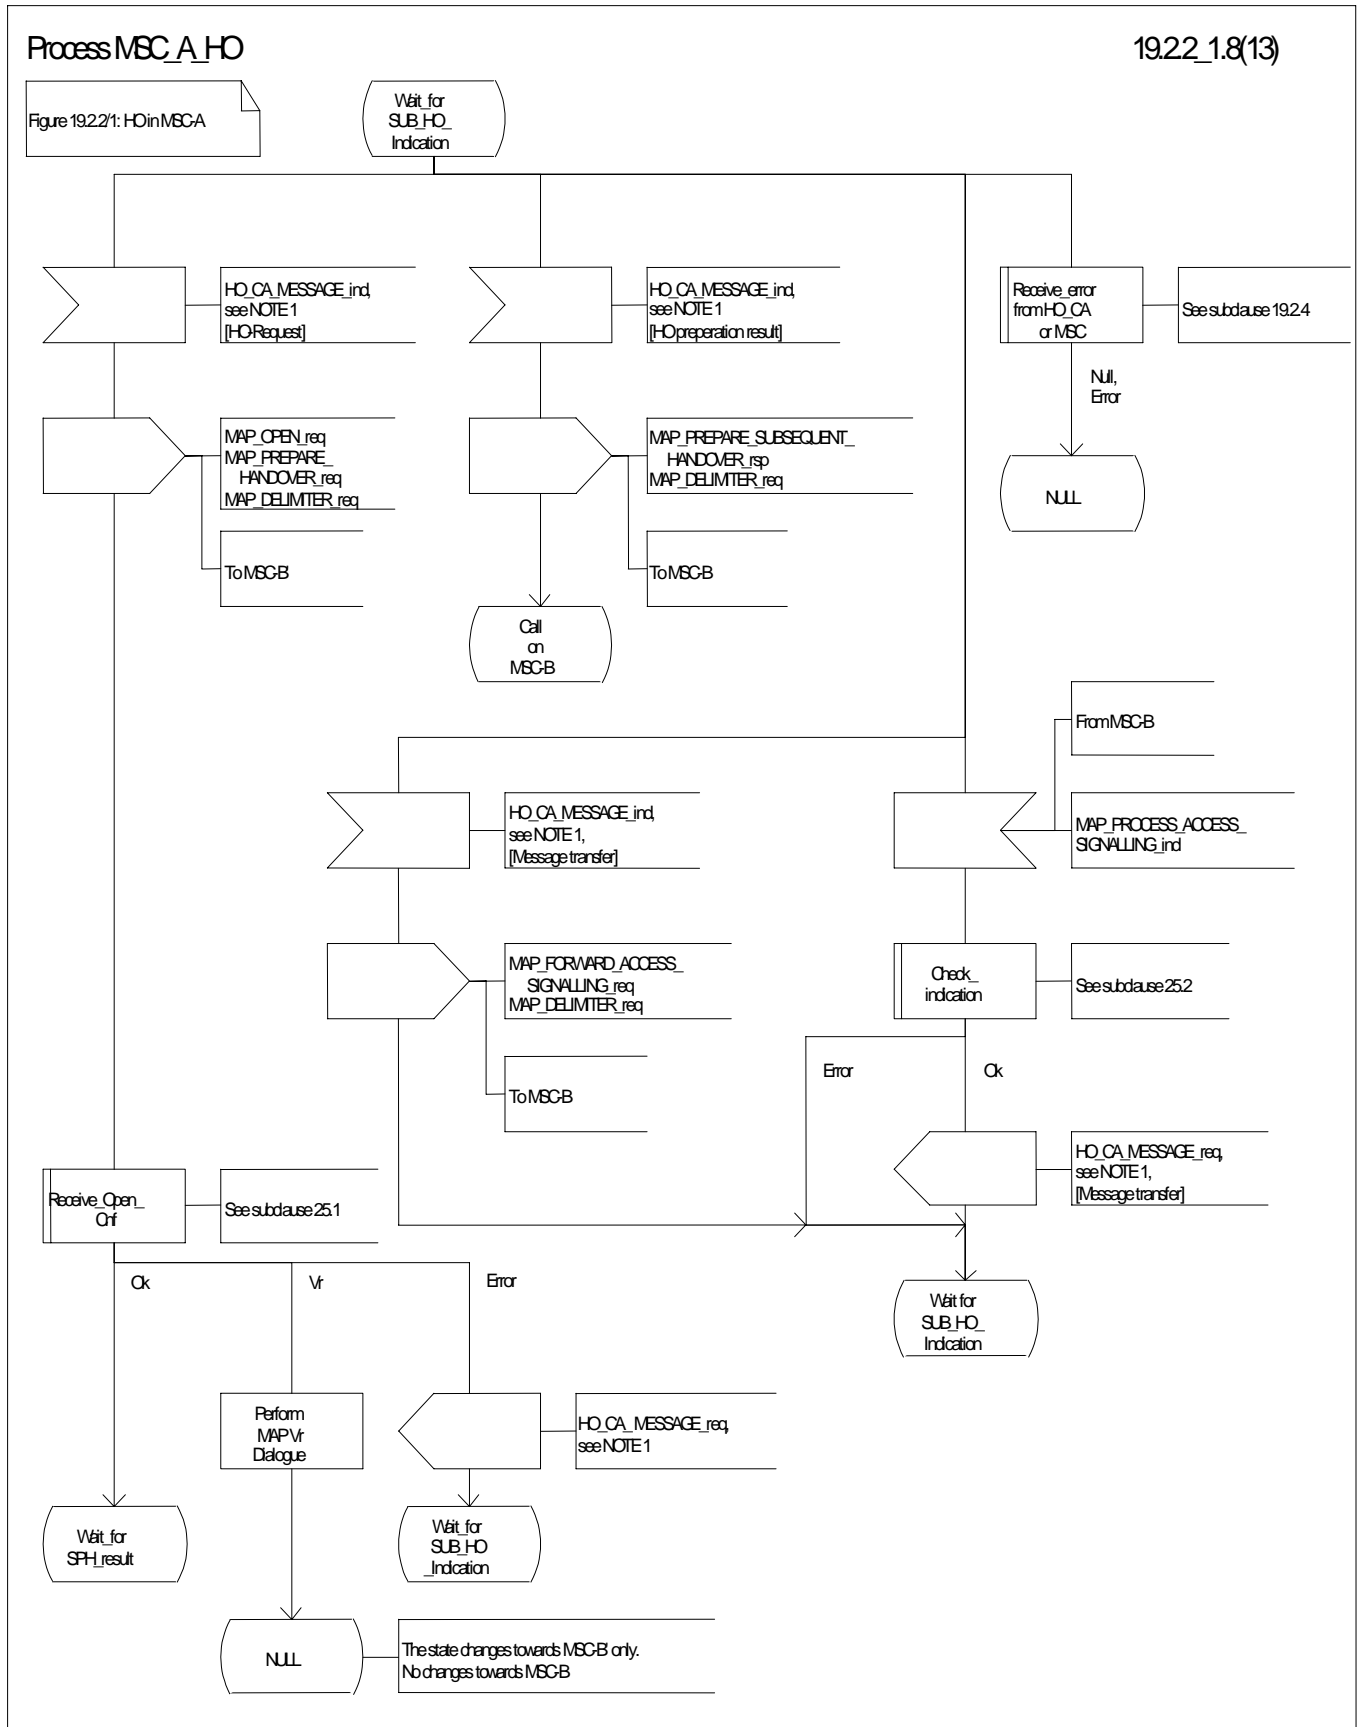 Process MSC_A_HO
19.2.2_1.8(13)
Figure 19.2.2/1: HO in MSC-A
Wait_for
SUB_HO_
Indication
HO_CA_MESSAGE_ind,
see NOTE 1
[HO-Request]
HO_CA_MESSAGE_ind,
see NOTE 1
[HO preperation result]
Receive_error
from HO_CA
or MSC
See subclause 19.2.4
Null,
Error
MAP_OPEN_req
MAP_PREPARE_
HANDOVER_req
MAP_DELIMITER_req
MAP_PREPARE_SUBSEQUENT_
HANDOVER_rsp
MAP_DELIMITER_req
NULL
To MSC-B'
To MSC-B
Call
on
MSC-B
From MSC-B
HO_CA_MESSAGE_ind,
see NOTE 1,
[Message transfer]
MAP_PROCESS_ACCESS_
SIGNALLING_ind
MAP_FORWARD_ACCESS_
SIGNALLING_req
MAP_DELIMITER_req
Check_
indication
See subclause 25.2
Error
Ok
To MSC-B
HO_CA_MESSAGE_req,
see NOTE 1,
[Message transfer]
Receive_Open_
Cnf
See subclause 25.1
Ok
Vr
Error
Wait for
SUB_HO_
Indication
Perform
MAP Vr
Dialogue
HO_CA_MESSAGE_req,
see NOTE 1
Wait_for
SPH_result
Wait_for
SUB_HO
_Indication
NULL
The state changes towards MSC-B' only.
No changes towards MSC-B